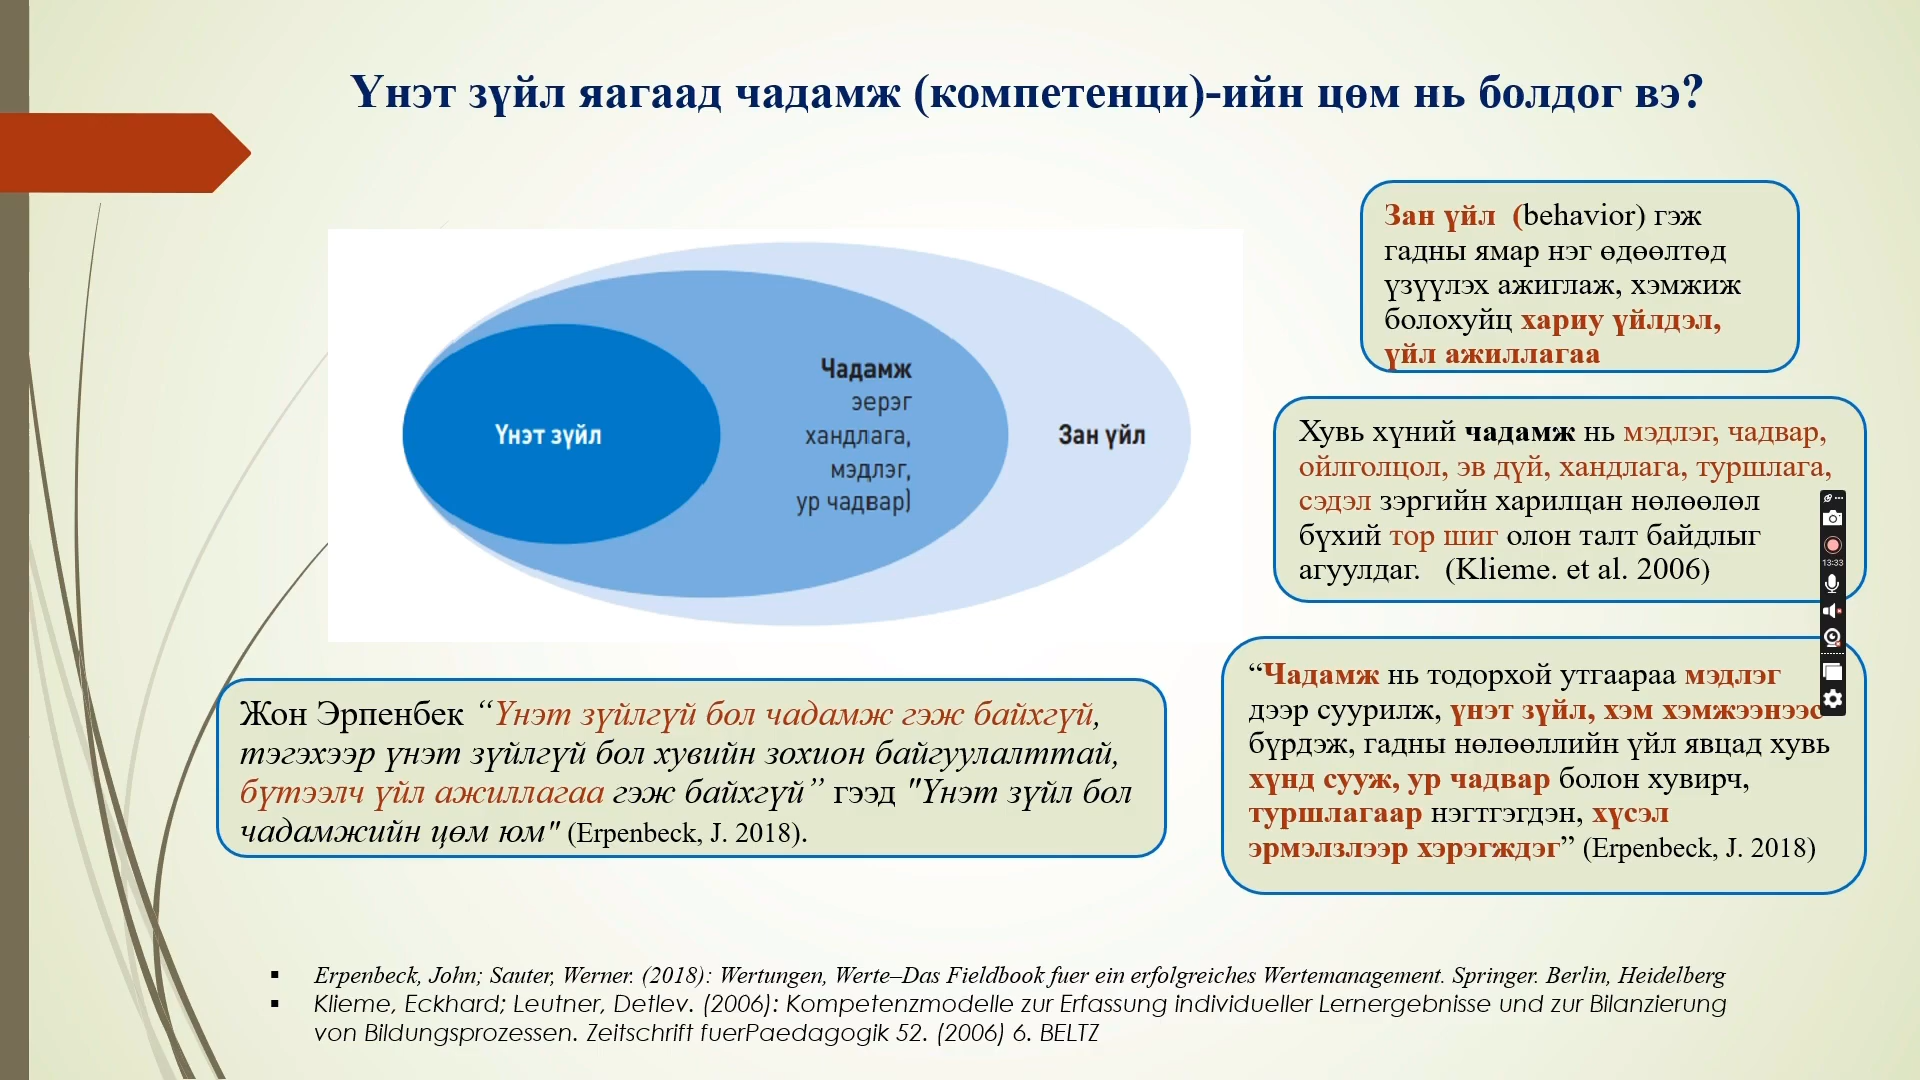 Үнэт зүйл яагаад чадамж (компетенци)-ийн цөм нь болдог вэ?
Үнэт зүйл
Чадамж
эерэг
хандлага,
мэдлэг,
ур чадвар)
Зан үйл
Зан үйл (behavior) гэж
гадны ямар нэг өдөөлтөд
үзүүлэх ажиглаж, хэмжиж
болохуйц хариу үйлдэл,
үйл ажиллагаа
Хувь хүний чадамж нь мэдлэг, чадвар,
ойлголцол, эв дүй, хандлага, туршлага,
сэдэл зэргийн харилцан нөлөөлөл
бүхий тор шиг олон талт байдлыг
агуулдаг. (Klieme. et al. 2006)
13:33
Жон Эрпенбек “Үнэт зүйлгүй бол чадамж гэж байхгүй,
тэгэхээр үнэт зүйлгүй бол хувийн зохион байгуулалттай,
бүтээлч үйл ажиллагаа гэж байхгүй” гээд "Үнэт зүйл бол
чадамжийн цөм юм" (Erpenbeck, J. 2018).
“Чадамж нь тодорхой утгаараа мэдлэг
дээр суурилж, үнэт зүйл, хэм хэмжээнээс
бүрдэж, гадны нөлөөллийн үйл явцад хувь
хүнд сууж, ур чадвар болон хувирч,
туршлагаар нэгтгэгдэн, хүсэл
эрмэлзлээр хэрэгждэг” (Erpenbeck, J. 2018)
▪ Erpenbeck, John; Sauter, Werner. (2018): Wertungen, Werte–Das Fieldbook fuer ein erfolgreiches Wertemanagement. Springer. Berlin, Heidelberg
▪ Klieme, Eckhard; Leutner, Detlev. (2006): Kompetenzmodelle zur Erfassung individueller Lernergebnisse und zur Bilanzierung
von Bildungsprozessen. Zeitschrift fuerPaedagogik 52. (2006) 6. BELTZ